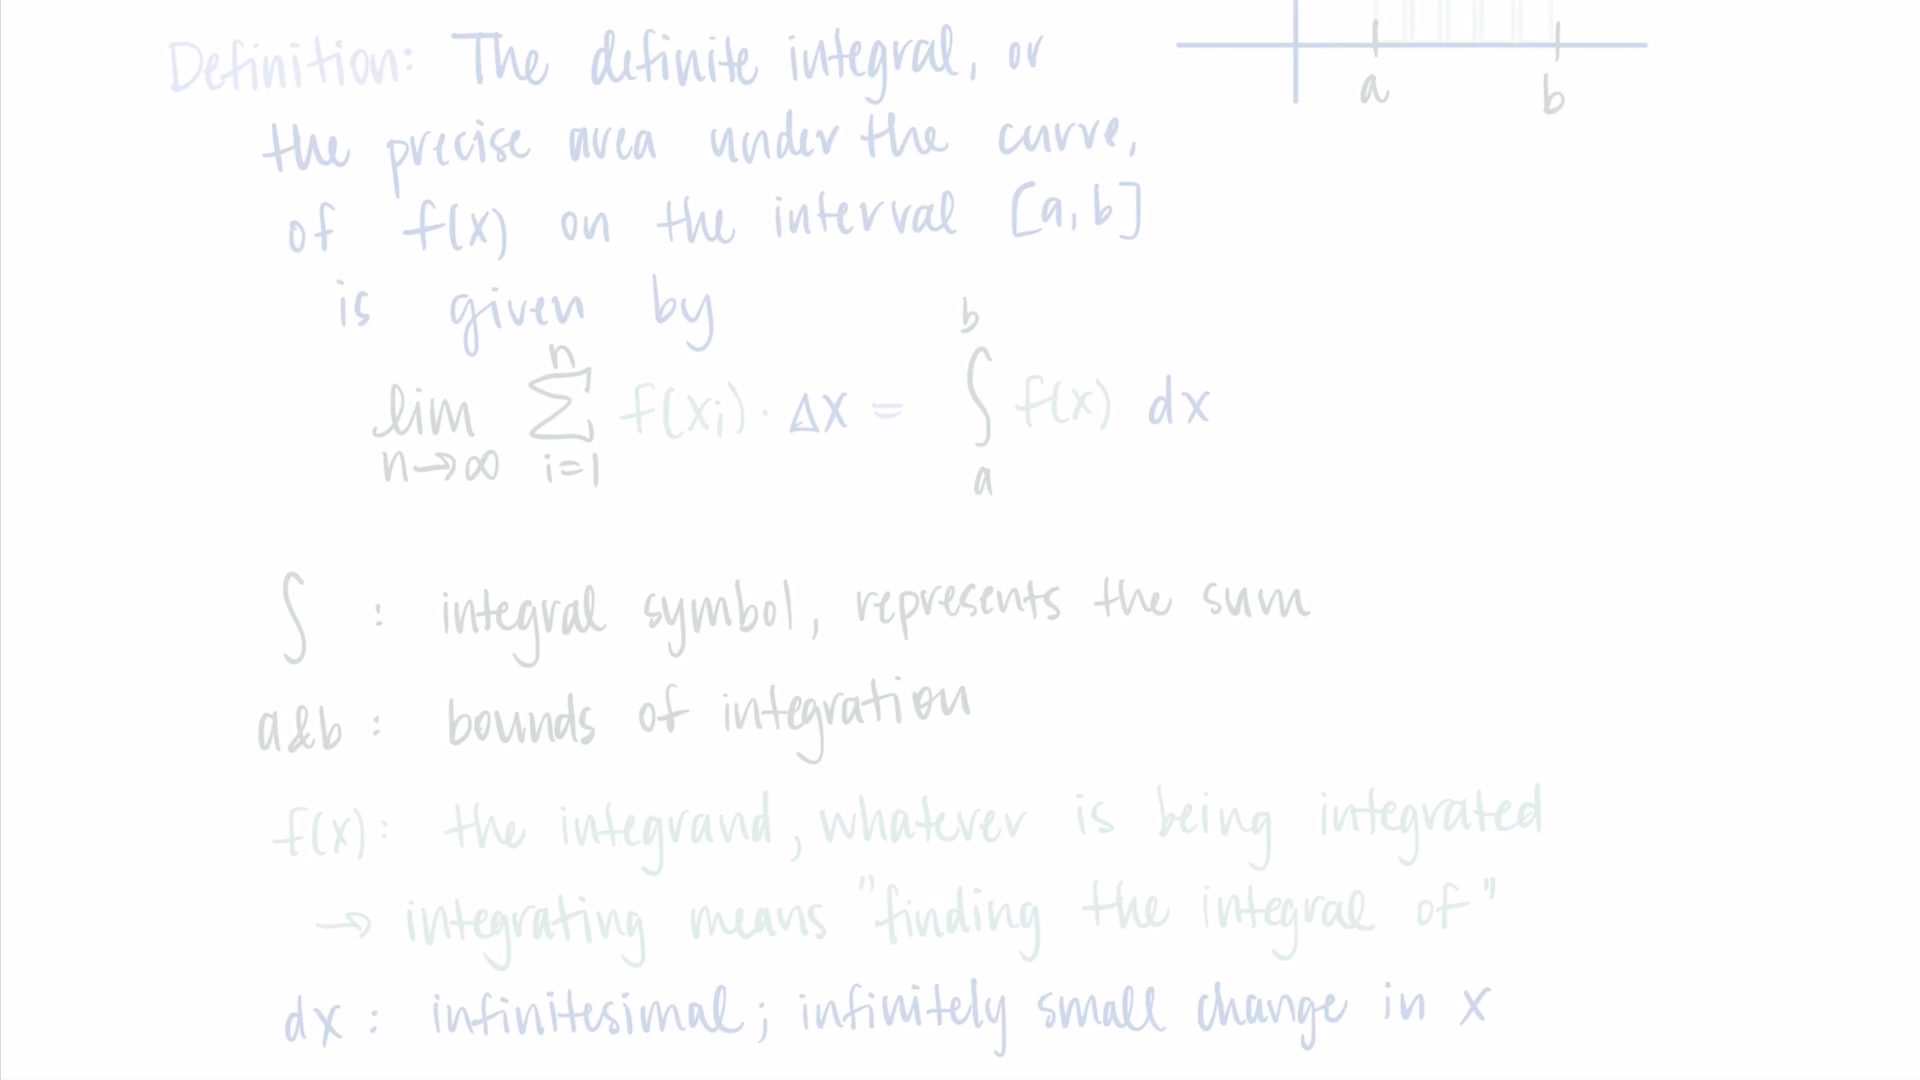 Definition: The definite integral, or
the precise area under the curve,
of f(x) on the interval [a,b]
is given by
a b
lim n→∞ n Σ i=1 f(xi) · Δx = b ∫ a f(x) dx
∫ : integral symbol, represents the sum
a&b : bounds of integration
f(x): the integrand, whatever is being integrated
→ integrating means "finding the integral of"
dx : infinitesimal; infinitely small change in x